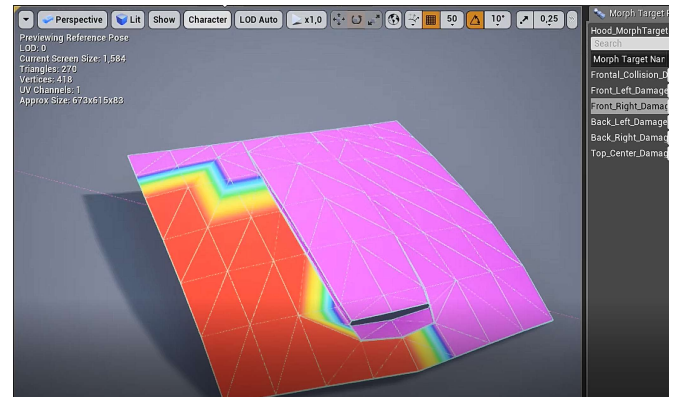 Perspective Lit Show Character LOD Auto x1,0 50 10° 0,25
Previewing Reference Pose
LOD: 0
Current Screen Size: 1,584
Triangles: 270
Vertices: 418
UV Channels: 1
Approx Size: 673x615x83
Morph Target
Hood_MorphTarget
Search
Morph Target Nar
Frontal_Collision_D
Front_Left_Damage
Front_Right_Damag
Back_Left_Damage
Back_Right_Damag
Top_Center_Damag